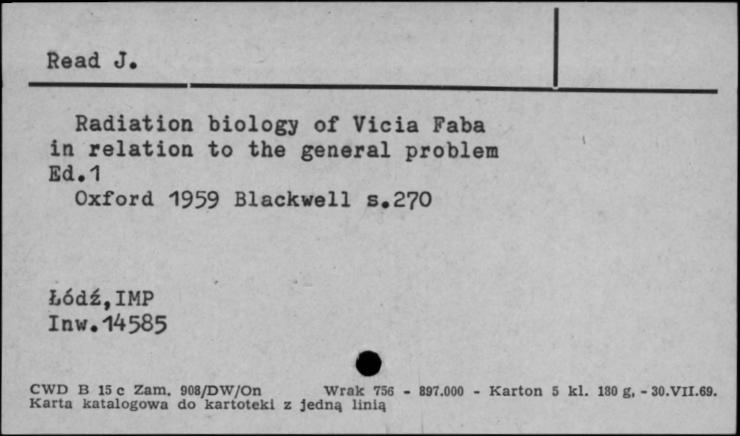 Read J.
Radiation biology of Vicia Faba
in relation to the general problem
Ed.1
Oxford 1959 Blackwell s.270
Łódź,IMP
Inw.14585
CWD B 15 c Zam. 908/DW/On Wrak 756 - 897.000 - Karton 5 kl. 180 g, - 30.VII.69.
Karta katalogowa do kartoteki z jedną linią